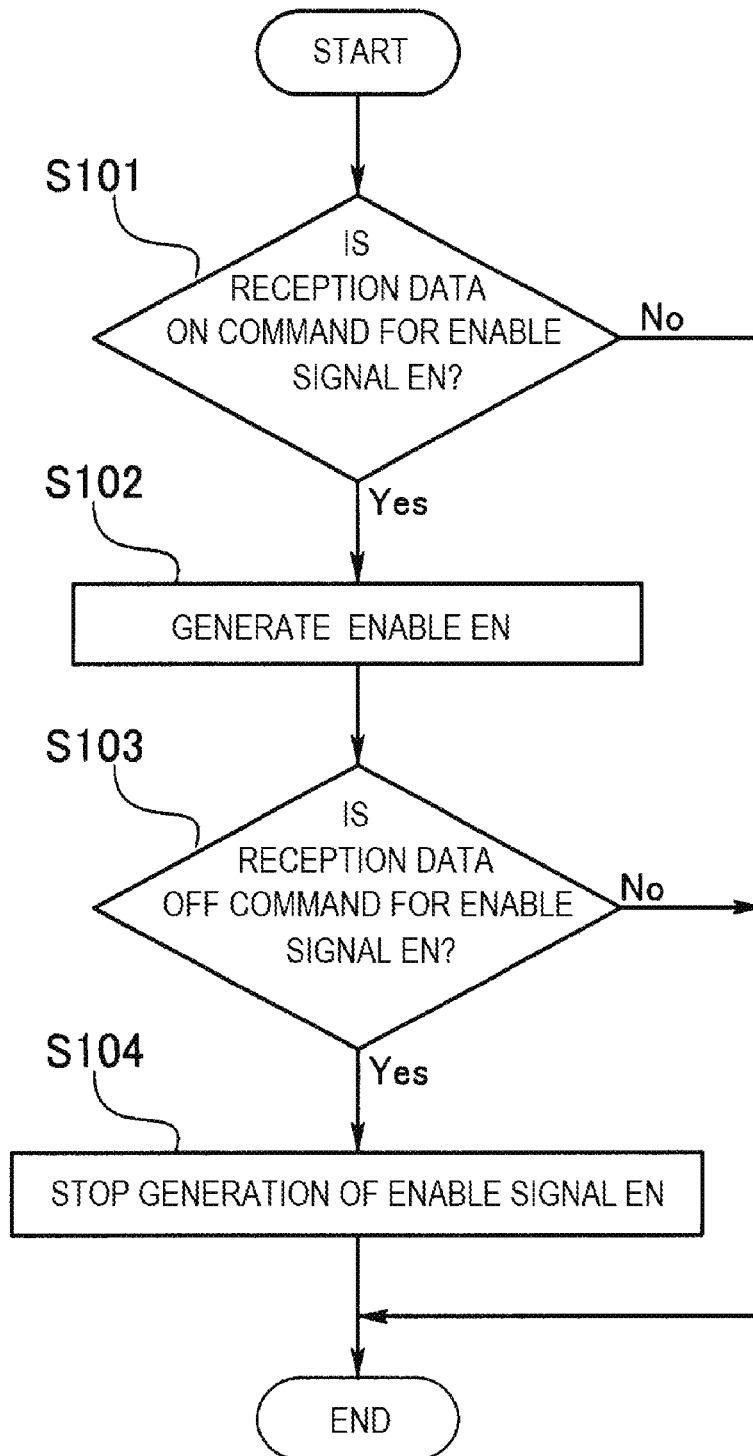 START
S101
IS
RECEPTION DATA
ON COMMAND FOR ENABLE
SIGNAL EN?
No
Yes
S102
GENERATE ENABLE EN
S103
IS
RECEPTION DATA
OFF COMMAND FOR ENABLE
SIGNAL EN?
No
Yes
S104
STOP GENERATION OF ENABLE SIGNAL EN
END